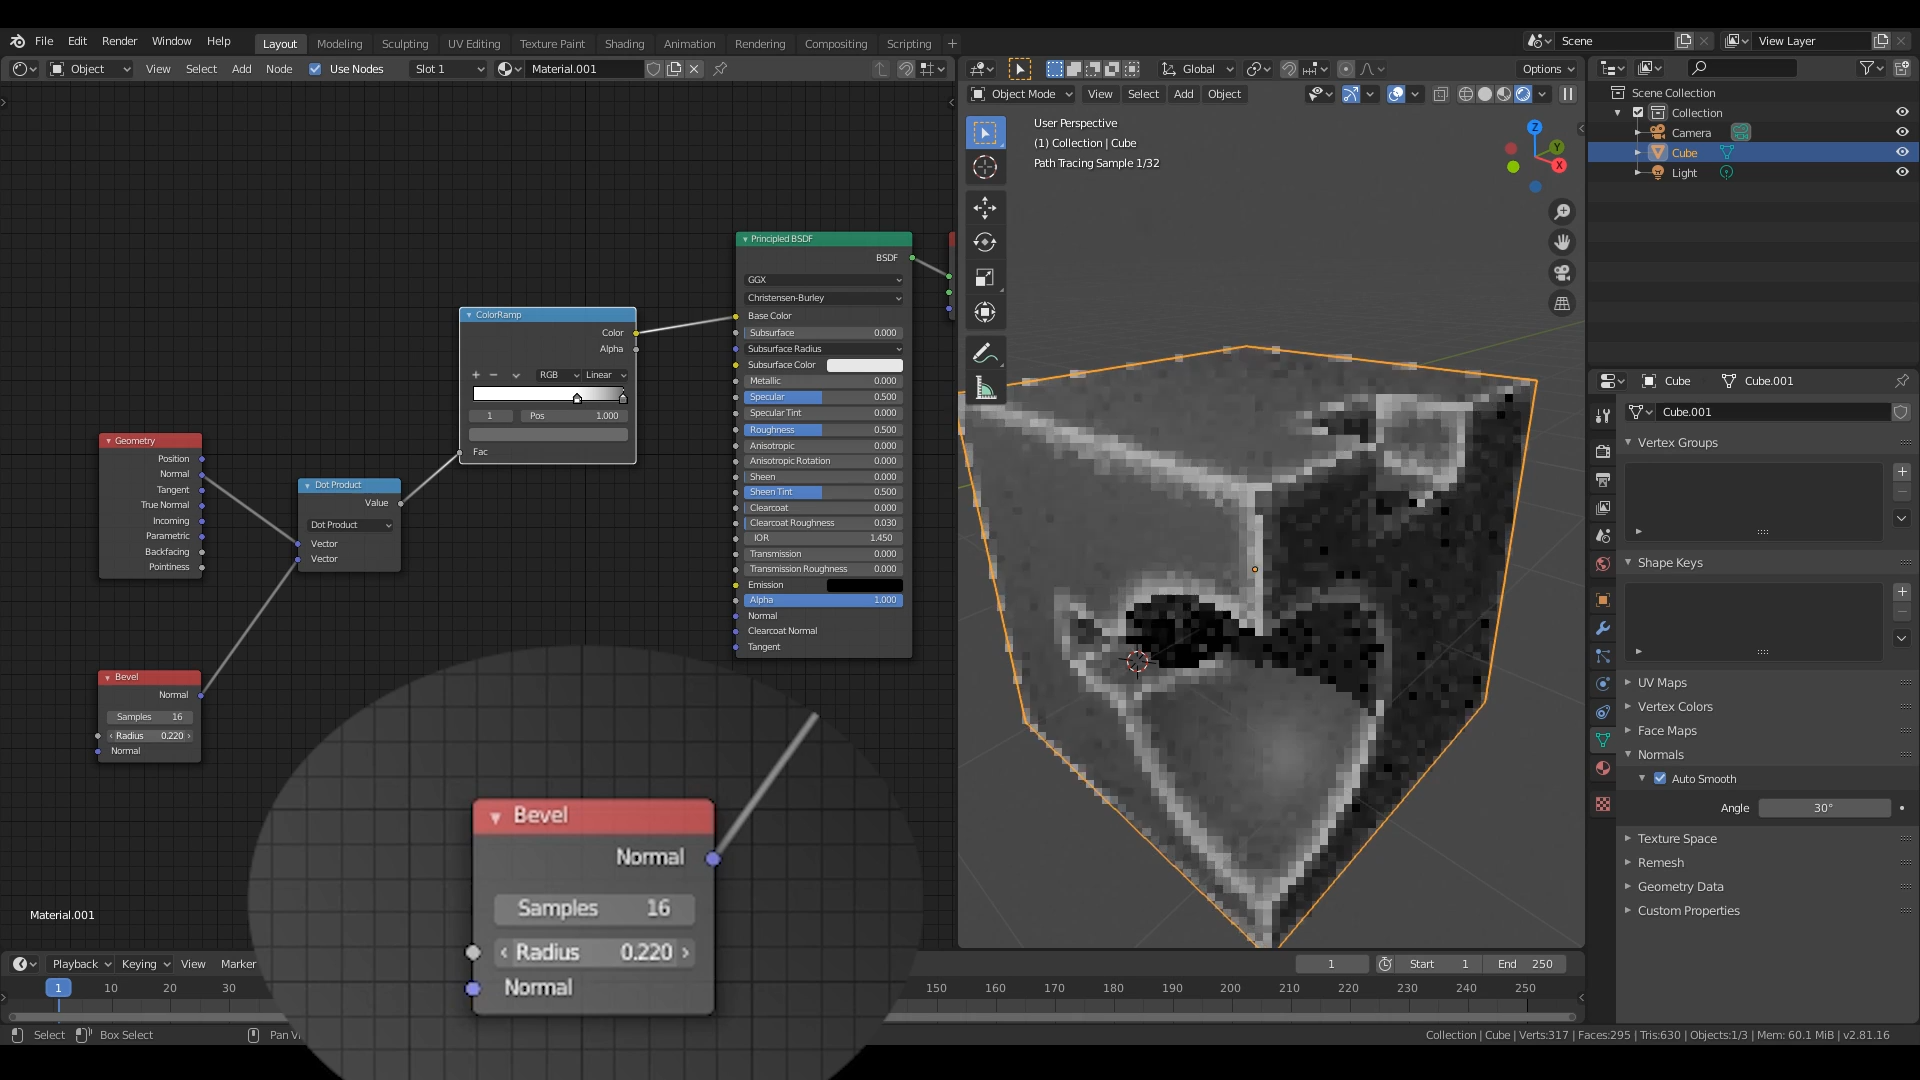 File Edit Render Window Help Layout Modeling Sculpting UV Editing Texture Paint Shading Animation Rendering Compositing Scripting + Scene View Layer
Object View Select Add Node Use Nodes Slot 1 Material.001 Global Options
Object Mode View Select Add Object
User Perspective
(1) Collection | Cube
Path Tracing Sample 1/32
Z
Y
X
Scene Collection
Collection
Camera
Cube
Light
Principled BSDF
BSDF
GGX
Christensen-Burley
Base Color
Subsurface 0.000
Subsurface Radius
Subsurface Color
Metallic 0.000
Specular 0.500
Specular Tint 0.000
Roughness 0.500
Anisotropic 0.000
Anisotropic Rotation 0.000
Sheen 0.000
Sheen Tint 0.500
Clearcoat 0.000
Clearcoat Roughness 0.030
IOR 1.450
Transmission 0.000
Transmission Roughness 0.000
Emission
Alpha 1.000
Normal
Clearcoat Normal
Tangent
ColorRamp
Color
Alpha
+ − RGB Linear
1 Pos 1.000
Fac
Geometry
Position
Normal
Tangent
True Normal
Incoming
Parametric
Backfacing
Pointiness
Dot Product
Value
Dot Product
Vector
Vector
Bevel
Normal
Samples 16
Radius 0.220
Normal
Bevel
Normal
Samples 16
Radius 0.220
Normal
Material.001
Cube Cube.001
Cube.001
Vertex Groups
Shape Keys
UV Maps
Vertex Colors
Face Maps
Normals
Auto Smooth
Angle 30°
Texture Space
Remesh
Geometry Data
Custom Properties
Playback Keying View Marker 1 Start 1 End 250
1 10 20 30 150 160 170 180 190 200 210 220 230 240 250
Select Box Select Pan Vi
Collection | Cube | Verts:317 | Faces:295 | Tris:630 | Objects:1/3 | Mem: 60.1 MiB | v2.81.16